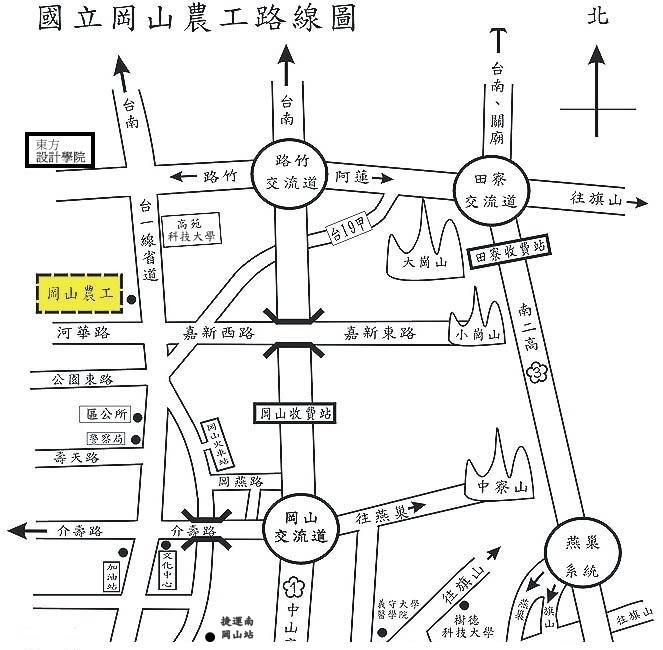 國立岡山農工路線圖
北
台南
台南
台南、關廟
東方
設計學院
路竹
路竹
交流道
阿蓮
田寮
交流道
往旗山
台一線省道
高苑
科技大學
台19甲
大崗山
田寮收費站
岡山農工
河華路
嘉新西路
嘉新東路
小崗山
南二高
3
公園東路
區公所
警察局
壽天路
岡山火車站
岡山收費站
岡燕路
中寮山
介壽路
介壽路
岡山
交流道
往燕巢
燕巢
系統
加油站
文化中心
1
中山
捷運南
岡山站
義守大學
醫學院
往旗山
樹德
科技大學
燕巢
旗山
往旗山